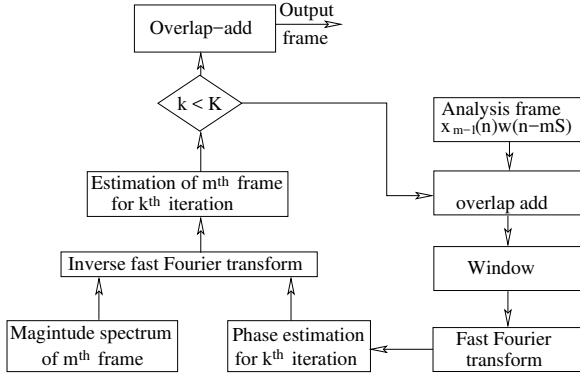 Overlap-add
Output
frame
k < K
Analysis frame
x m-1(n)w(n-mS)
Estimation of mth frame
for kth iteration
overlap add
Inverse fast Fourier transform
Window
Magintude spectrum
of mth frame
Phase estimation
for kth iteration
Fast Fourier
transform